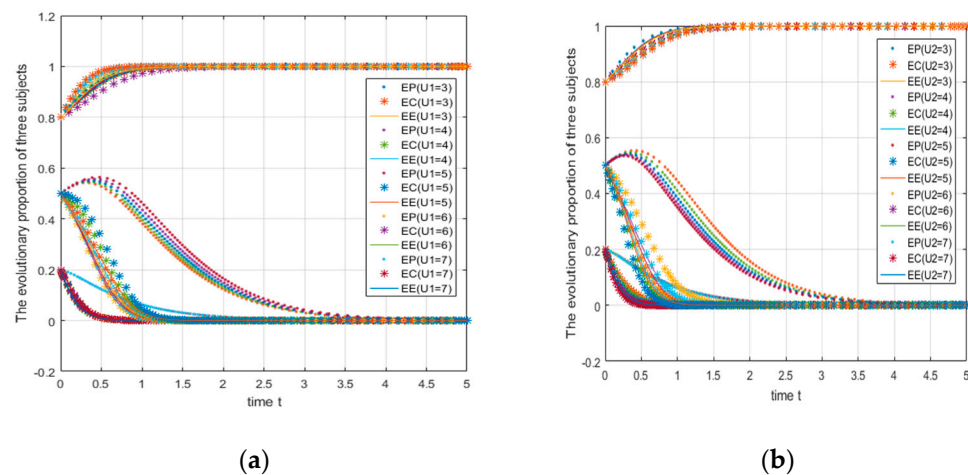 1.2
1
0.8
0.6
0.4
0.2
0
-0.2
The evolutionary proportion of three subjects
0 0.5 1 1.5 2 2.5 3 3.5 4 4.5 5
time t
EP(U1=3)
EC(U1=3)
EE(U1=3)
EP(U1=4)
EC(U1=4)
EE(U1=4)
EP(U1=5)
EC(U1=5)
EE(U1=5)
EP(U1=6)
EC(U1=6)
EE(U1=6)
EP(U1=7)
EC(U1=7)
EE(U1=7)
(a)
1
0.8
0.6
0.4
0.2
0
-0.2
The evolutionary proportion of three subjects
0 0.5 1 1.5 2 2.5 3 3.5 4 4.5 5
time t
EP(U2=3)
EC(U2=3)
EE(U2=3)
EP(U2=4)
EC(U2=4)
EE(U2=4)
EP(U2=5)
EC(U2=5)
EE(U2=5)
EP(U2=6)
EC(U2=6)
EE(U2=6)
EP(U2=7)
EC(U2=7)
EE(U2=7)
(b)